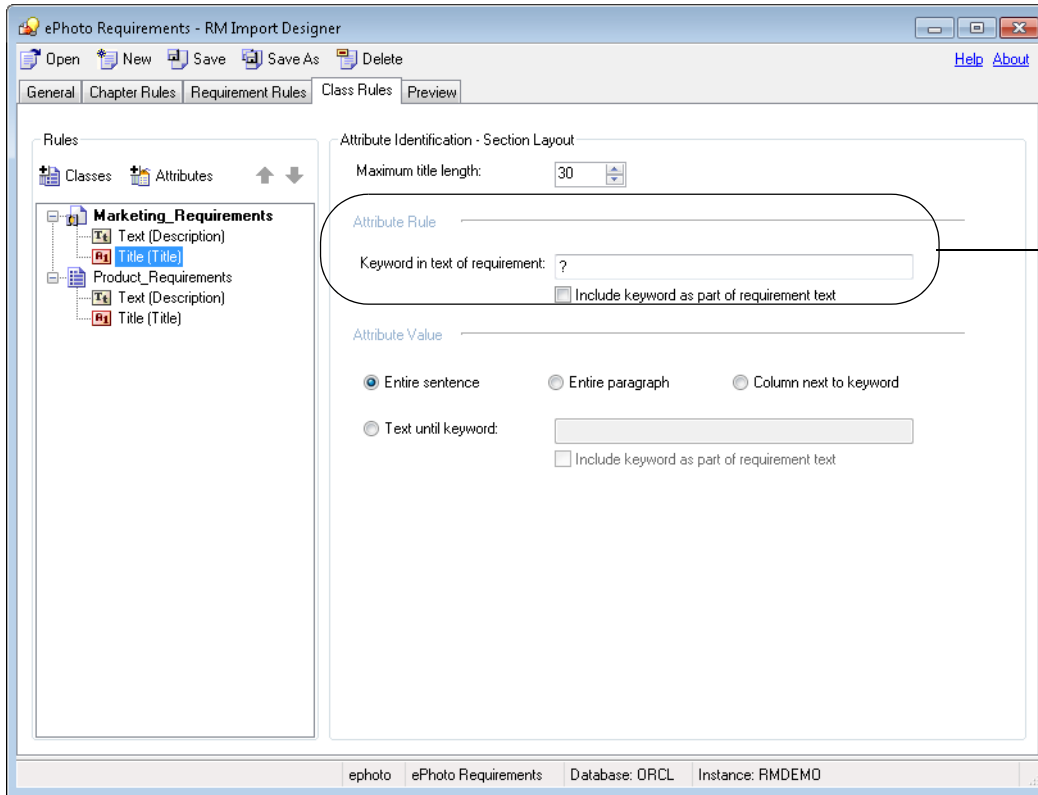 ePhoto Requirements - RM Import Designer
Open New Save Save As Delete Help About
General Chapter Rules Requirement Rules Class Rules Preview
Rules
Classes Attributes
Marketing_Requirements
Text (Description)
Title (Title)
Product_Requirements
Text (Description)
Title (Title)
Attribute Identification - Section Layout
Maximum title length: 30
Attribute Rule
Keyword in text of requirement: ?
Include keyword as part of requirement text
Attribute Value
Entire sentence Entire paragraph Column next to keyword
Text until keyword:
Include keyword as part of requirement text
ephoto ePhoto Requirements Database: ORCL Instance: RMDEMO